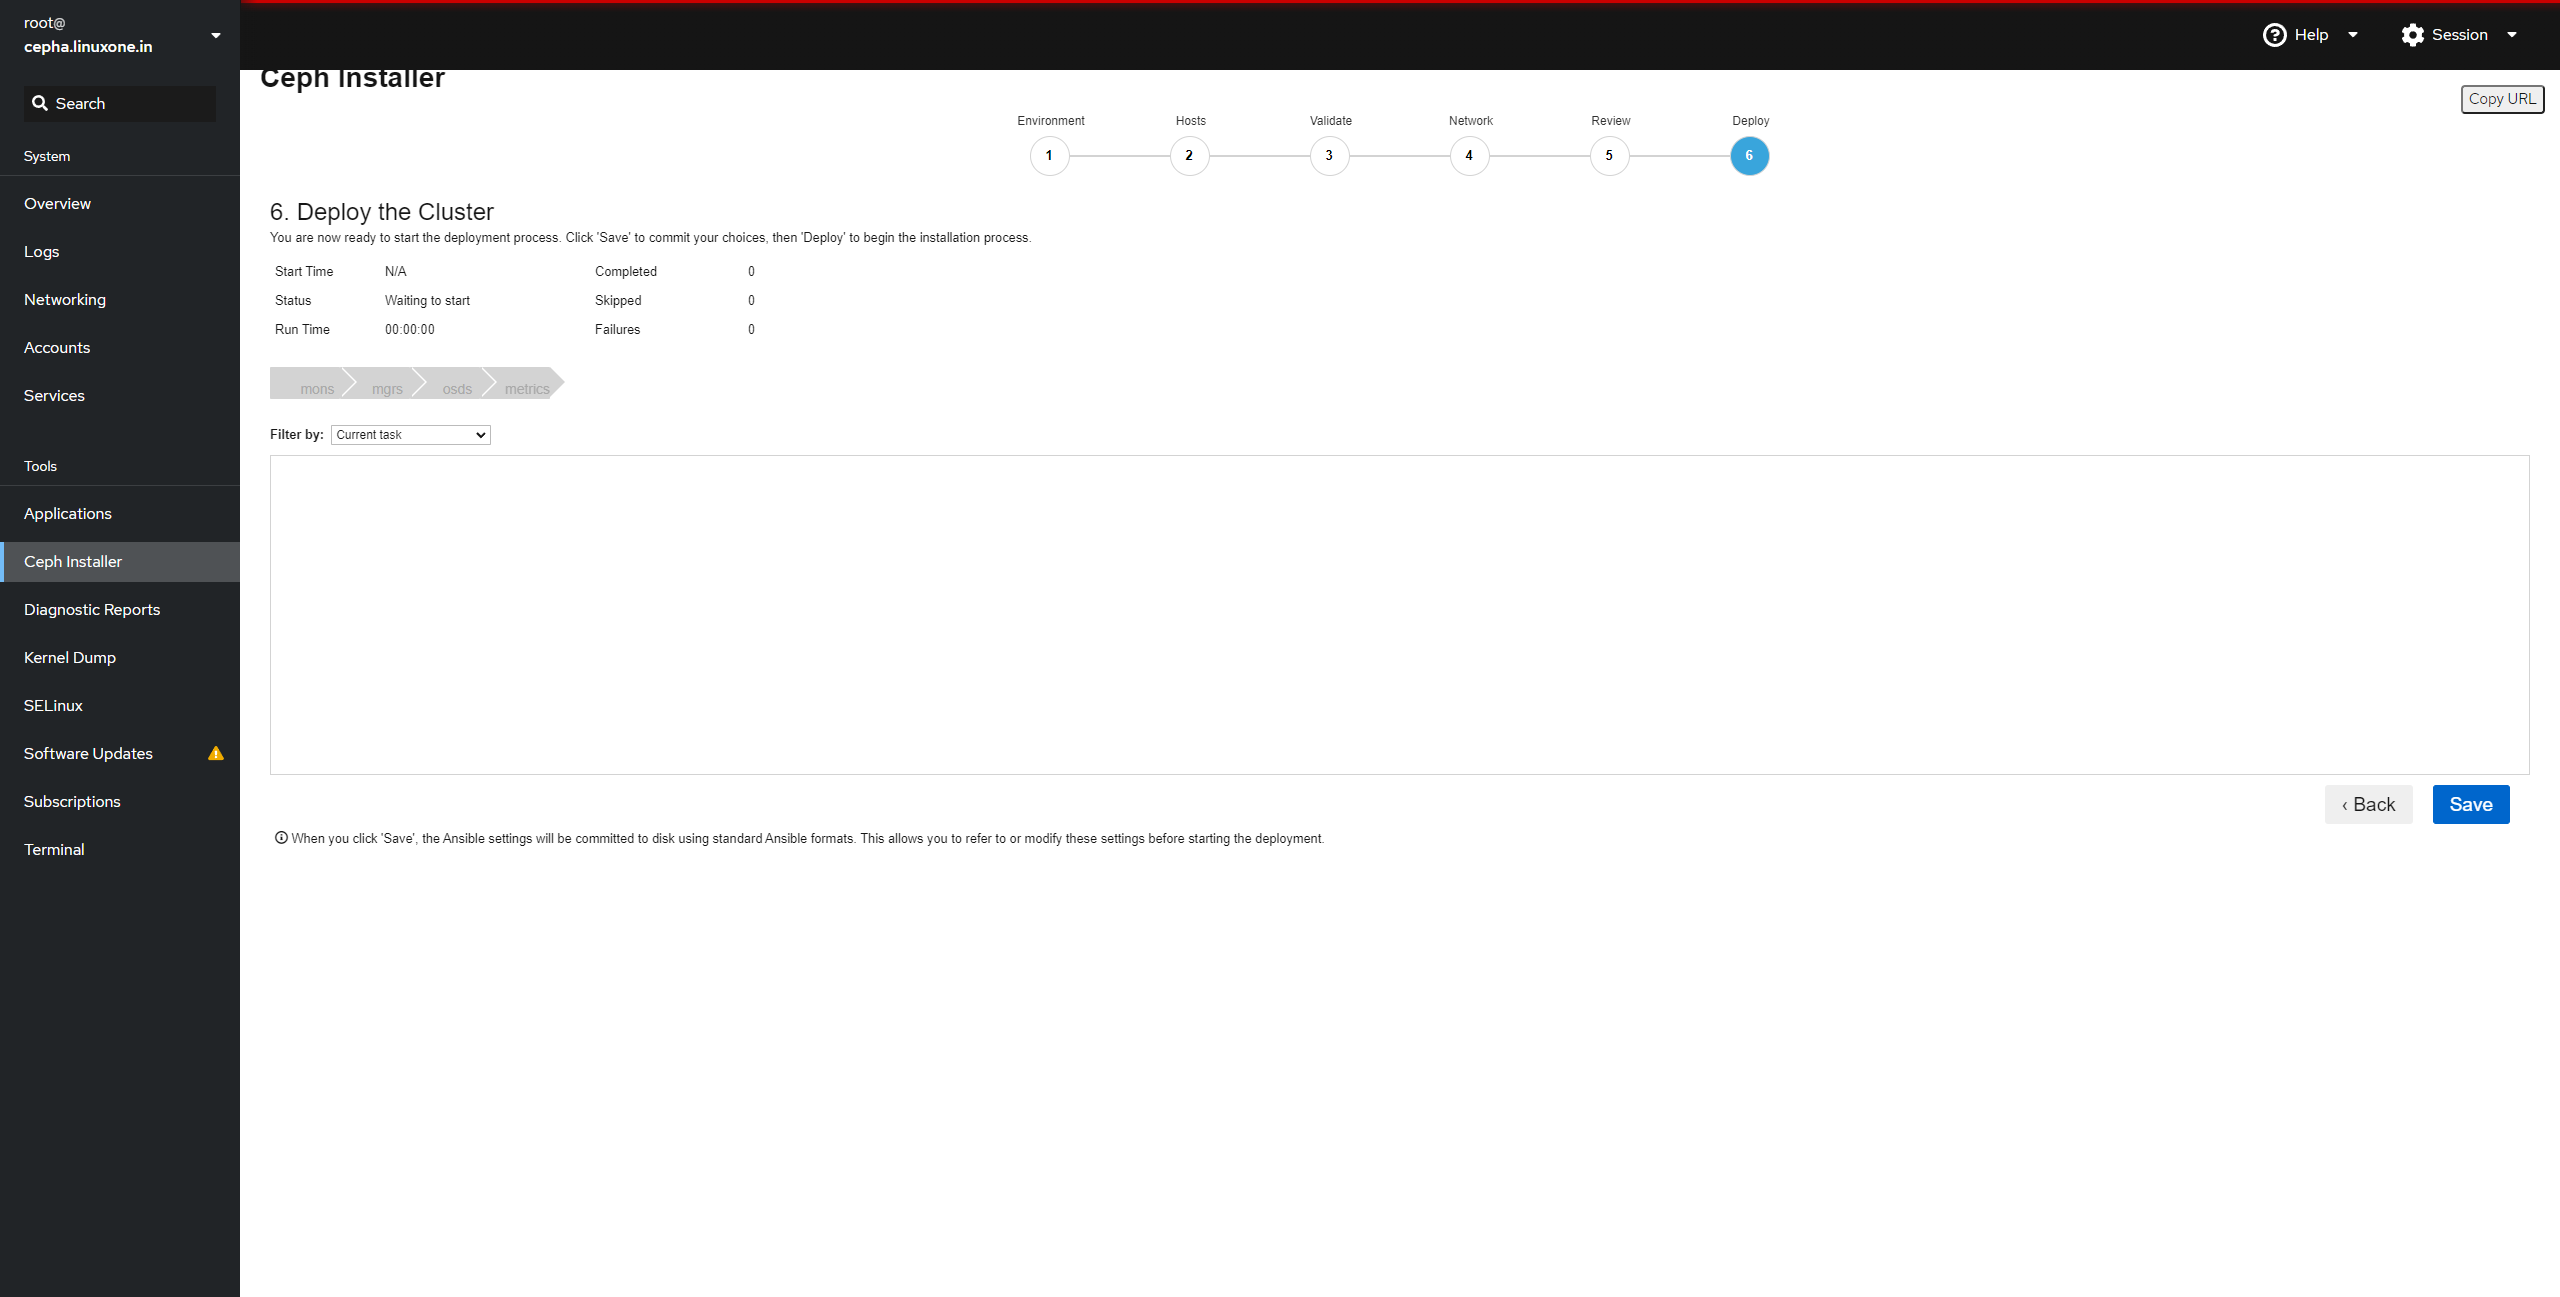 root@
cepha.linuxone.in
Search
System
Overview
Logs
Networking
Accounts
Services
Tools
Applications
Ceph Installer
Diagnostic Reports
Kernel Dump
SELinux
Software Updates
Subscriptions
Terminal
Help
Session
Ceph Installer
Copy URL
Environment Hosts Validate Network Review Deploy
1 2 3 4 5 6
6. Deploy the Cluster
You are now ready to start the deployment process. Click 'Save' to commit your choices, then 'Deploy' to begin the installation process.
Start Time N/A Completed 0
Status Waiting to start Skipped 0
Run Time 00:00:00 Failures 0
mons mgrs osds metrics
Filter by: Current task
‹ Back Save
When you click 'Save', the Ansible settings will be committed to disk using standard Ansible formats. This allows you to refer to or modify these settings before starting the deployment.